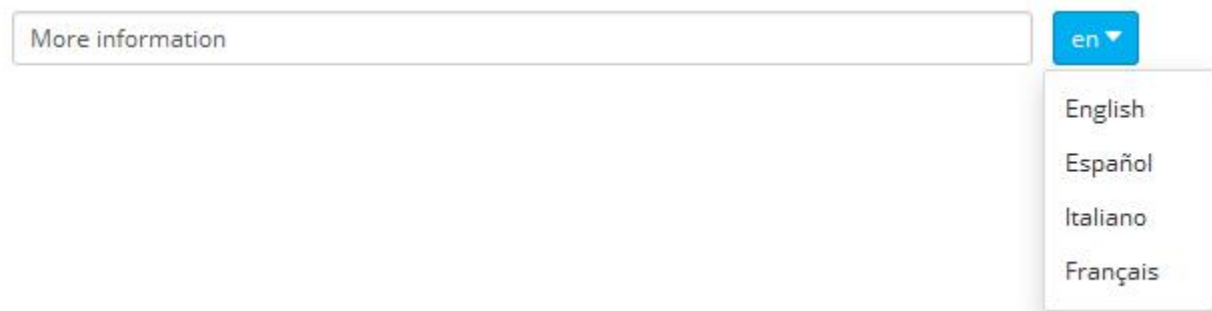 More information
en
English
Español
Italiano
Français